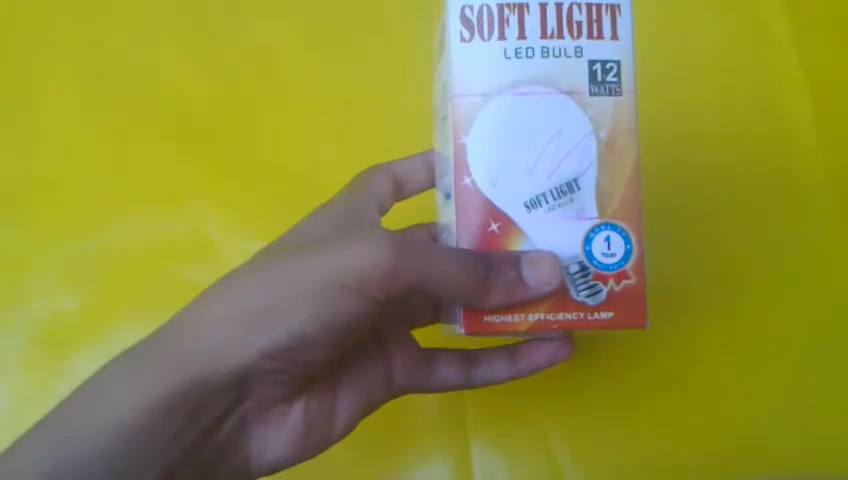 SOFT LIGHT
LED BULB
12
WATTS
SOFT LIGHT
LED BULB
1
Year
HIGHEST EFFICIENCY LAMP